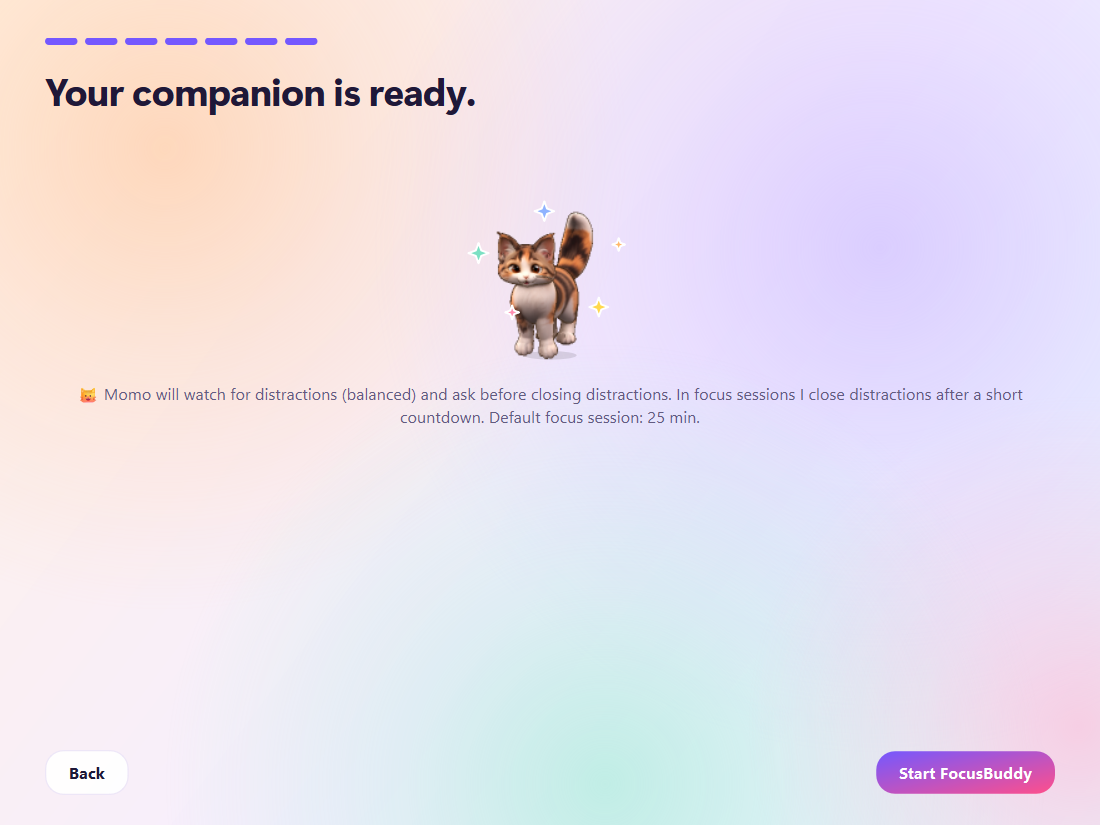 Your companion is ready.
Momo will watch for distractions (balanced) and ask before closing distractions. In focus sessions I close distractions after a short
countdown. Default focus session: 25 min.
Back
Start FocusBuddy